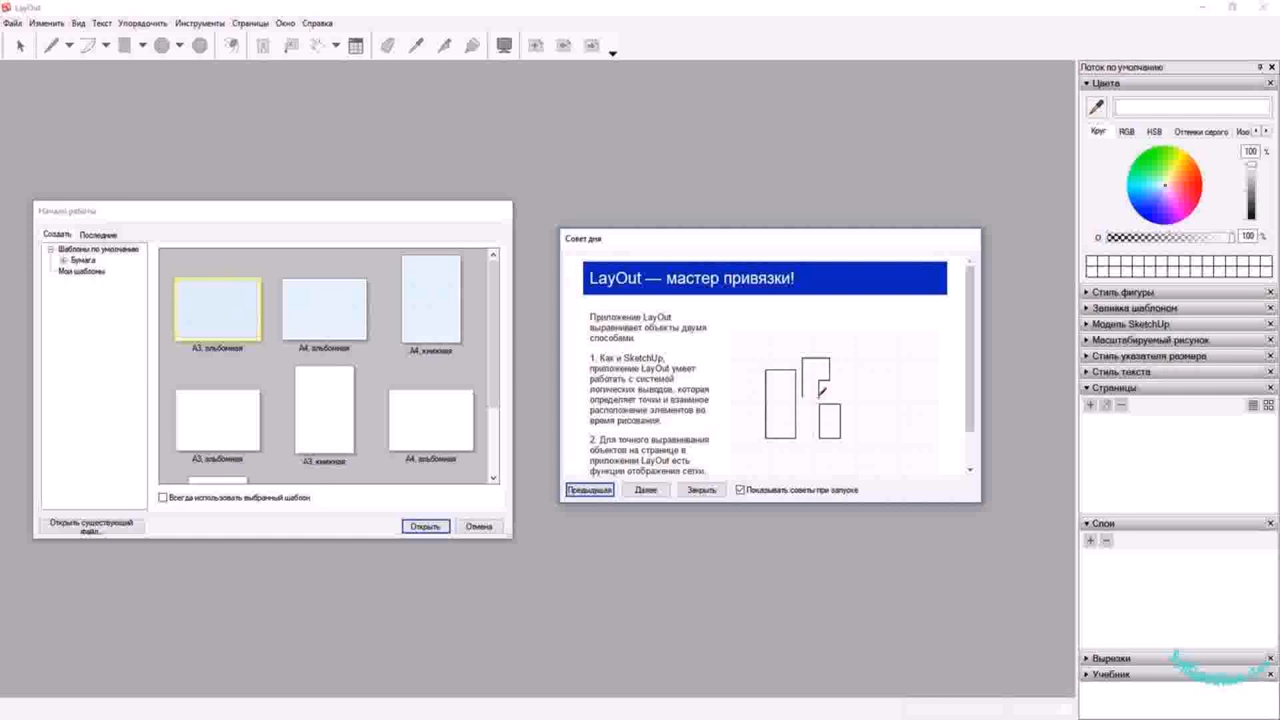 LayOut
Файл Изменить Вид Текст Упорядочить Инструменты Страницы Окно Справка
Поток по умолчанию
Цвета
Круг RGB HSB Оттенки серого Изо
100 %
100 %
Стиль фигуры
Заливка шаблоном
Модель SketchUp
Масштабируемый рисунок
Стиль указателя размера
Стиль текста
Страницы
Слои
Вырезки
Учебник
Начало работы
Создать Последние
Шаблоны по умолчанию
Бумага
Мои шаблоны
A3, альбомная A4, альбомная A4, книжная
A3, альбомная A3, книжная A4, альбомная
Всегда использовать выбранный шаблон
Открыть существующий файл...
Открыть Отмена
Совет дня
LayOut — мастер привязки!
Приложение LayOut
выравнивает объекты двумя
способами.
1. Как и SketchUp,
приложение LayOut умеет
работать с системой
логических выводов, которая
определяет точки и взаимное
расположение элементов во
время рисования.
2. Для точного выравнивания
объектов на странице в
приложении LayOut есть
функции отображения сетки,
Предыдущая Далее Закрыть Показывать советы при запуске